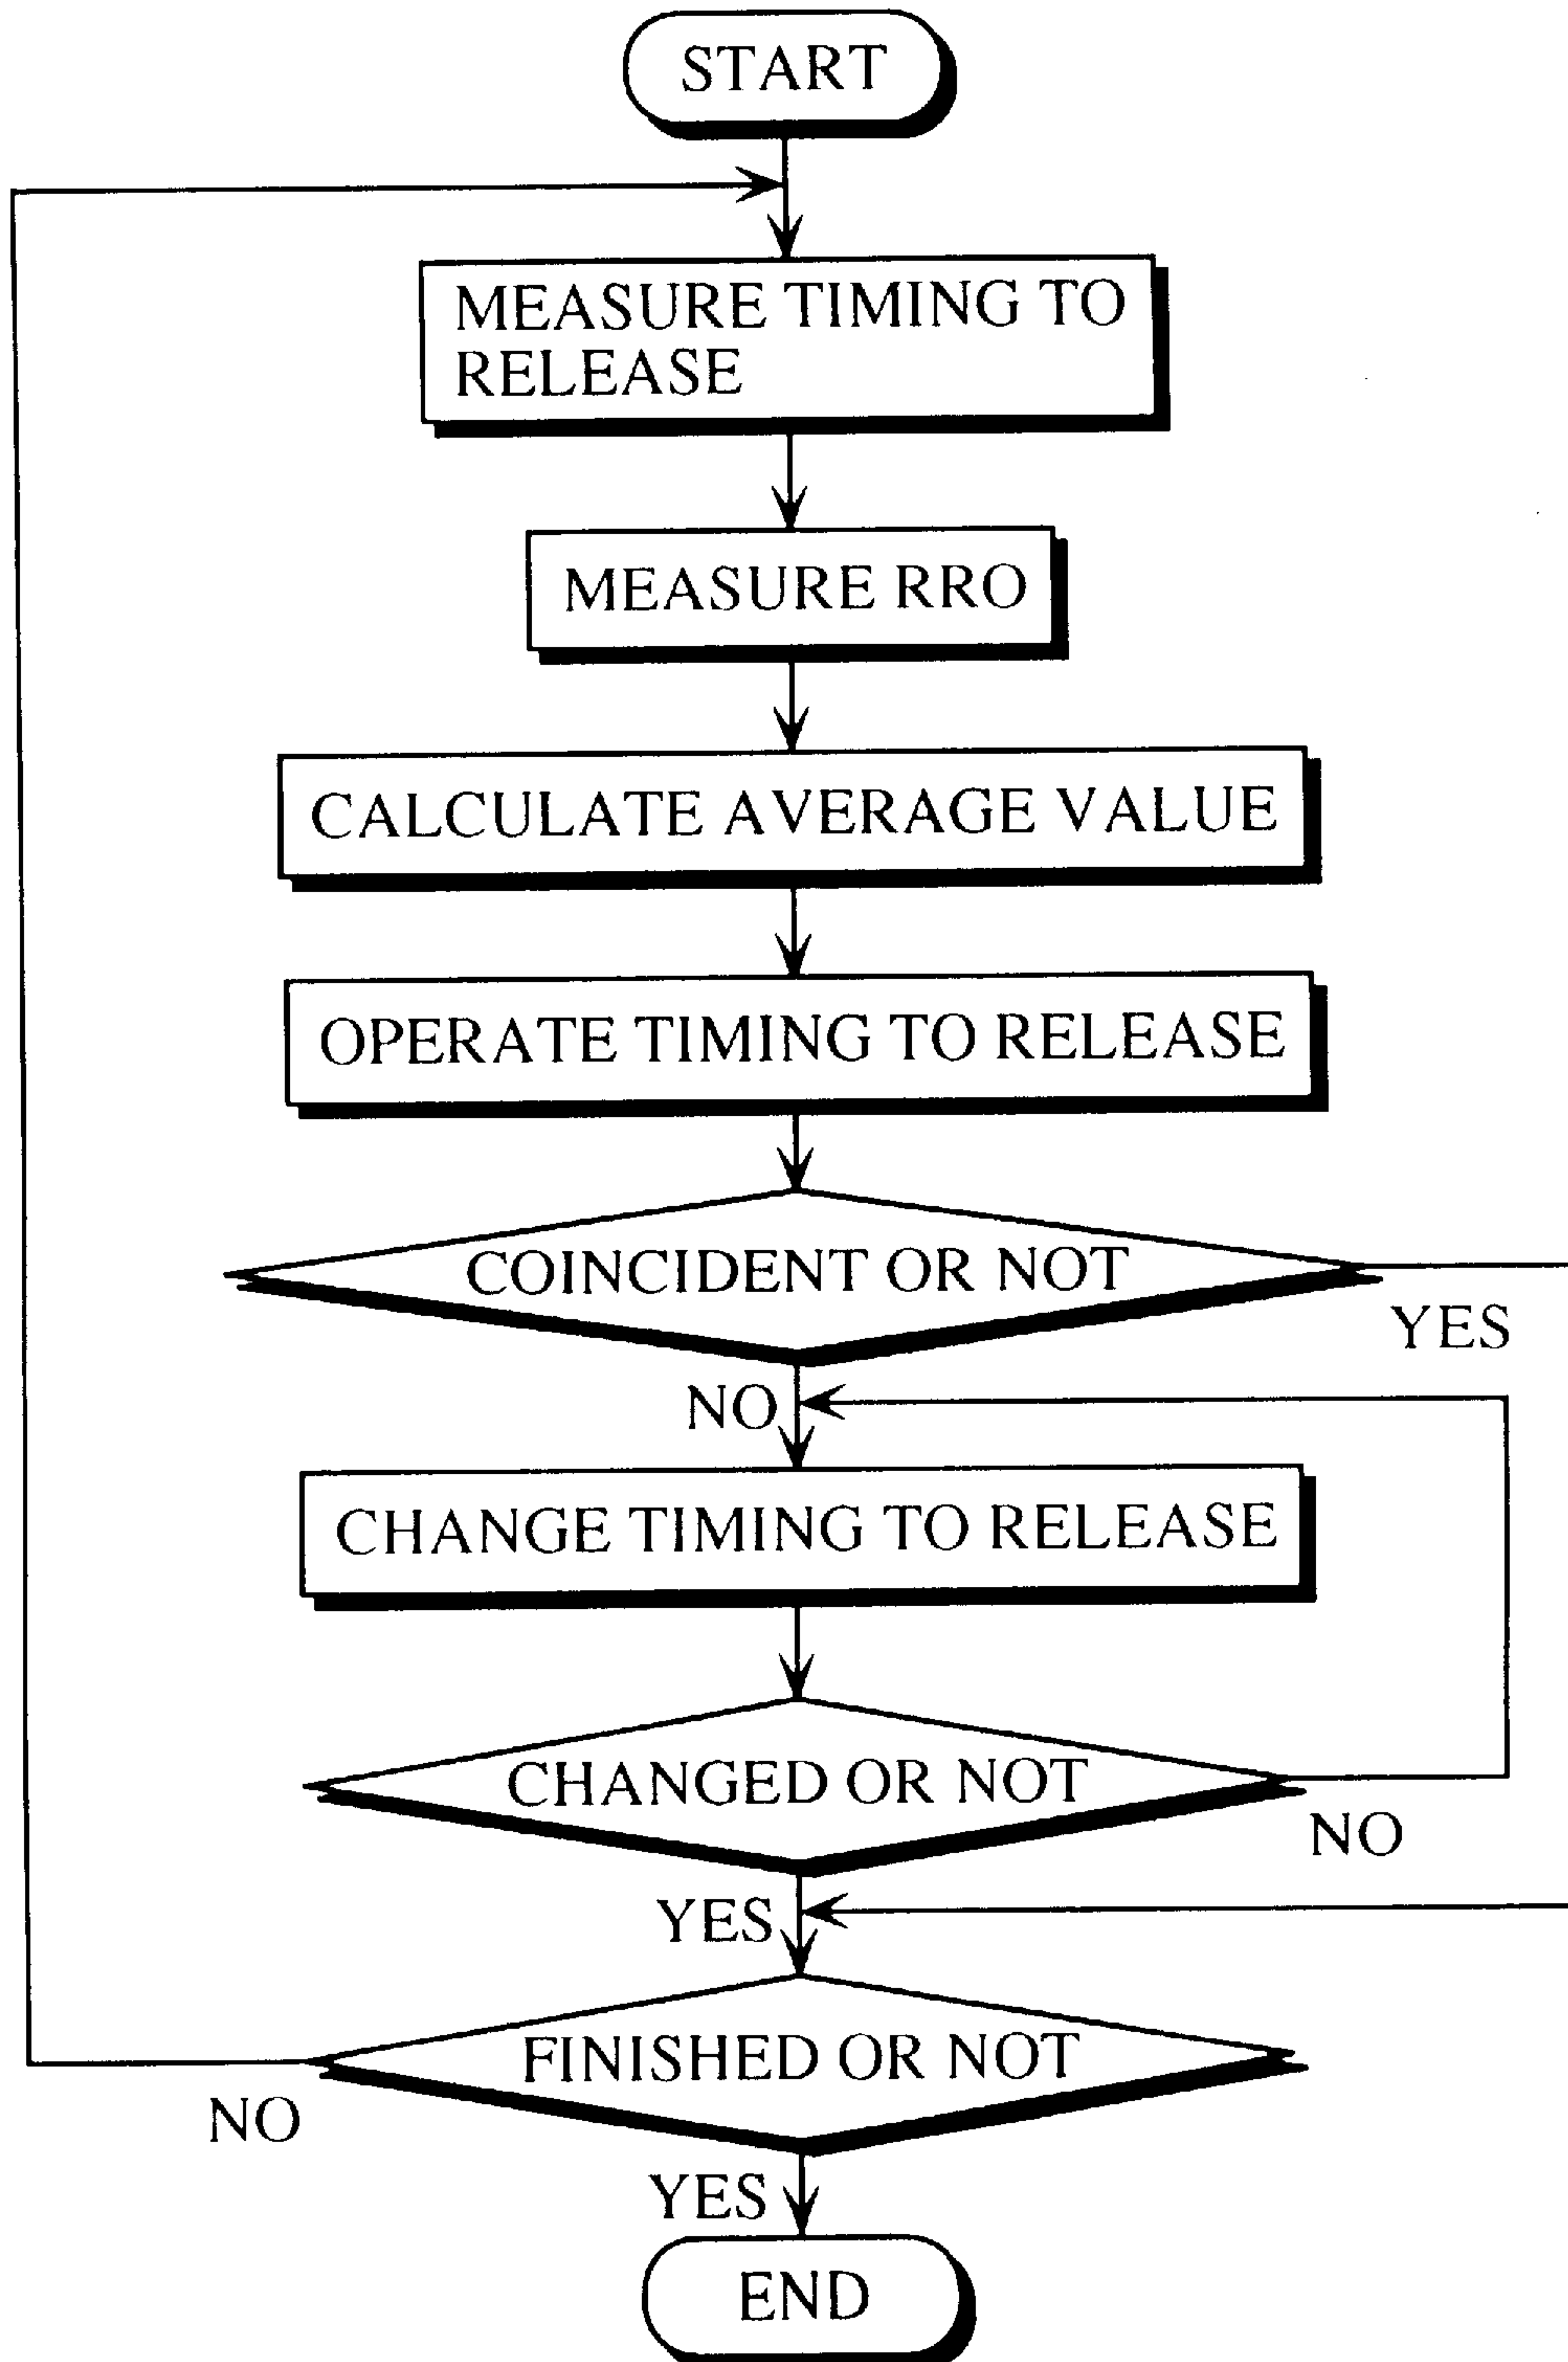 START
MEASURE TIMING TO
RELEASE
MEASURE RRO
CALCULATE AVERAGE VALUE
OPERATE TIMING TO RELEASE
COINCIDENT OR NOT
YES
NO
CHANGE TIMING TO RELEASE
CHANGED OR NOT
NO
YES
FINISHED OR NOT
NO
YES
END